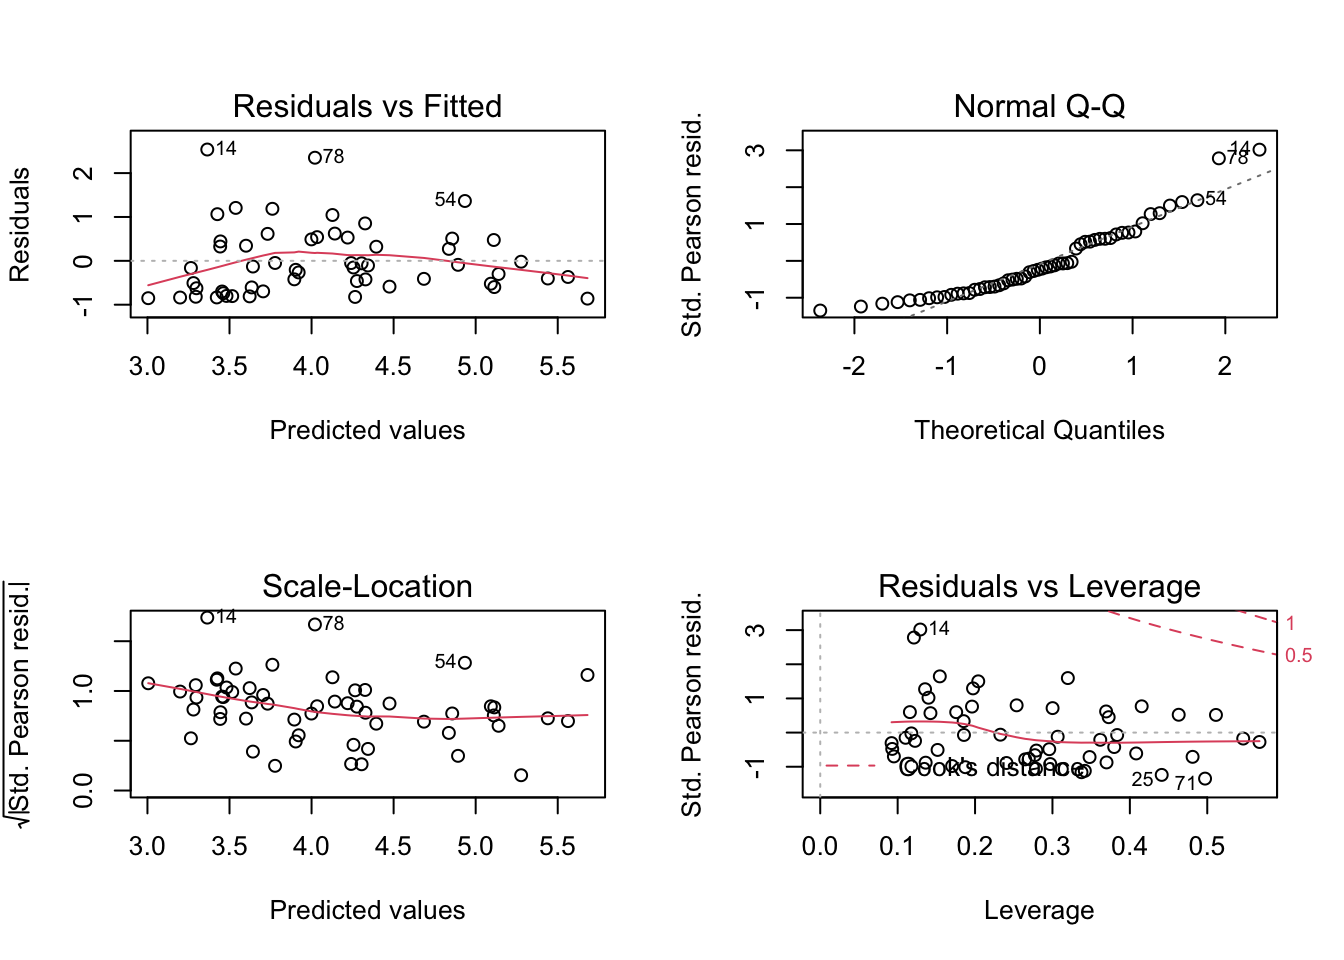 Residuals vs Fitted
Residuals
-1 0 1 2
14
78
54
3.0 3.5 4.0 4.5 5.0 5.5
Predicted values
Normal Q-Q
Std. Pearson resid.
-1 1 3
14
78
54
-2 -1 0 1 2
Theoretical Quantiles
Scale-Location
√|Std. Pearson resid.|
0.0 1.0
14
78
54
3.0 3.5 4.0 4.5 5.0 5.5
Predicted values
Residuals vs Leverage
Std. Pearson resid.
-1 1 3
14
1
0.5
Cook's distance
25
71
0.0 0.1 0.2 0.3 0.4 0.5
Leverage